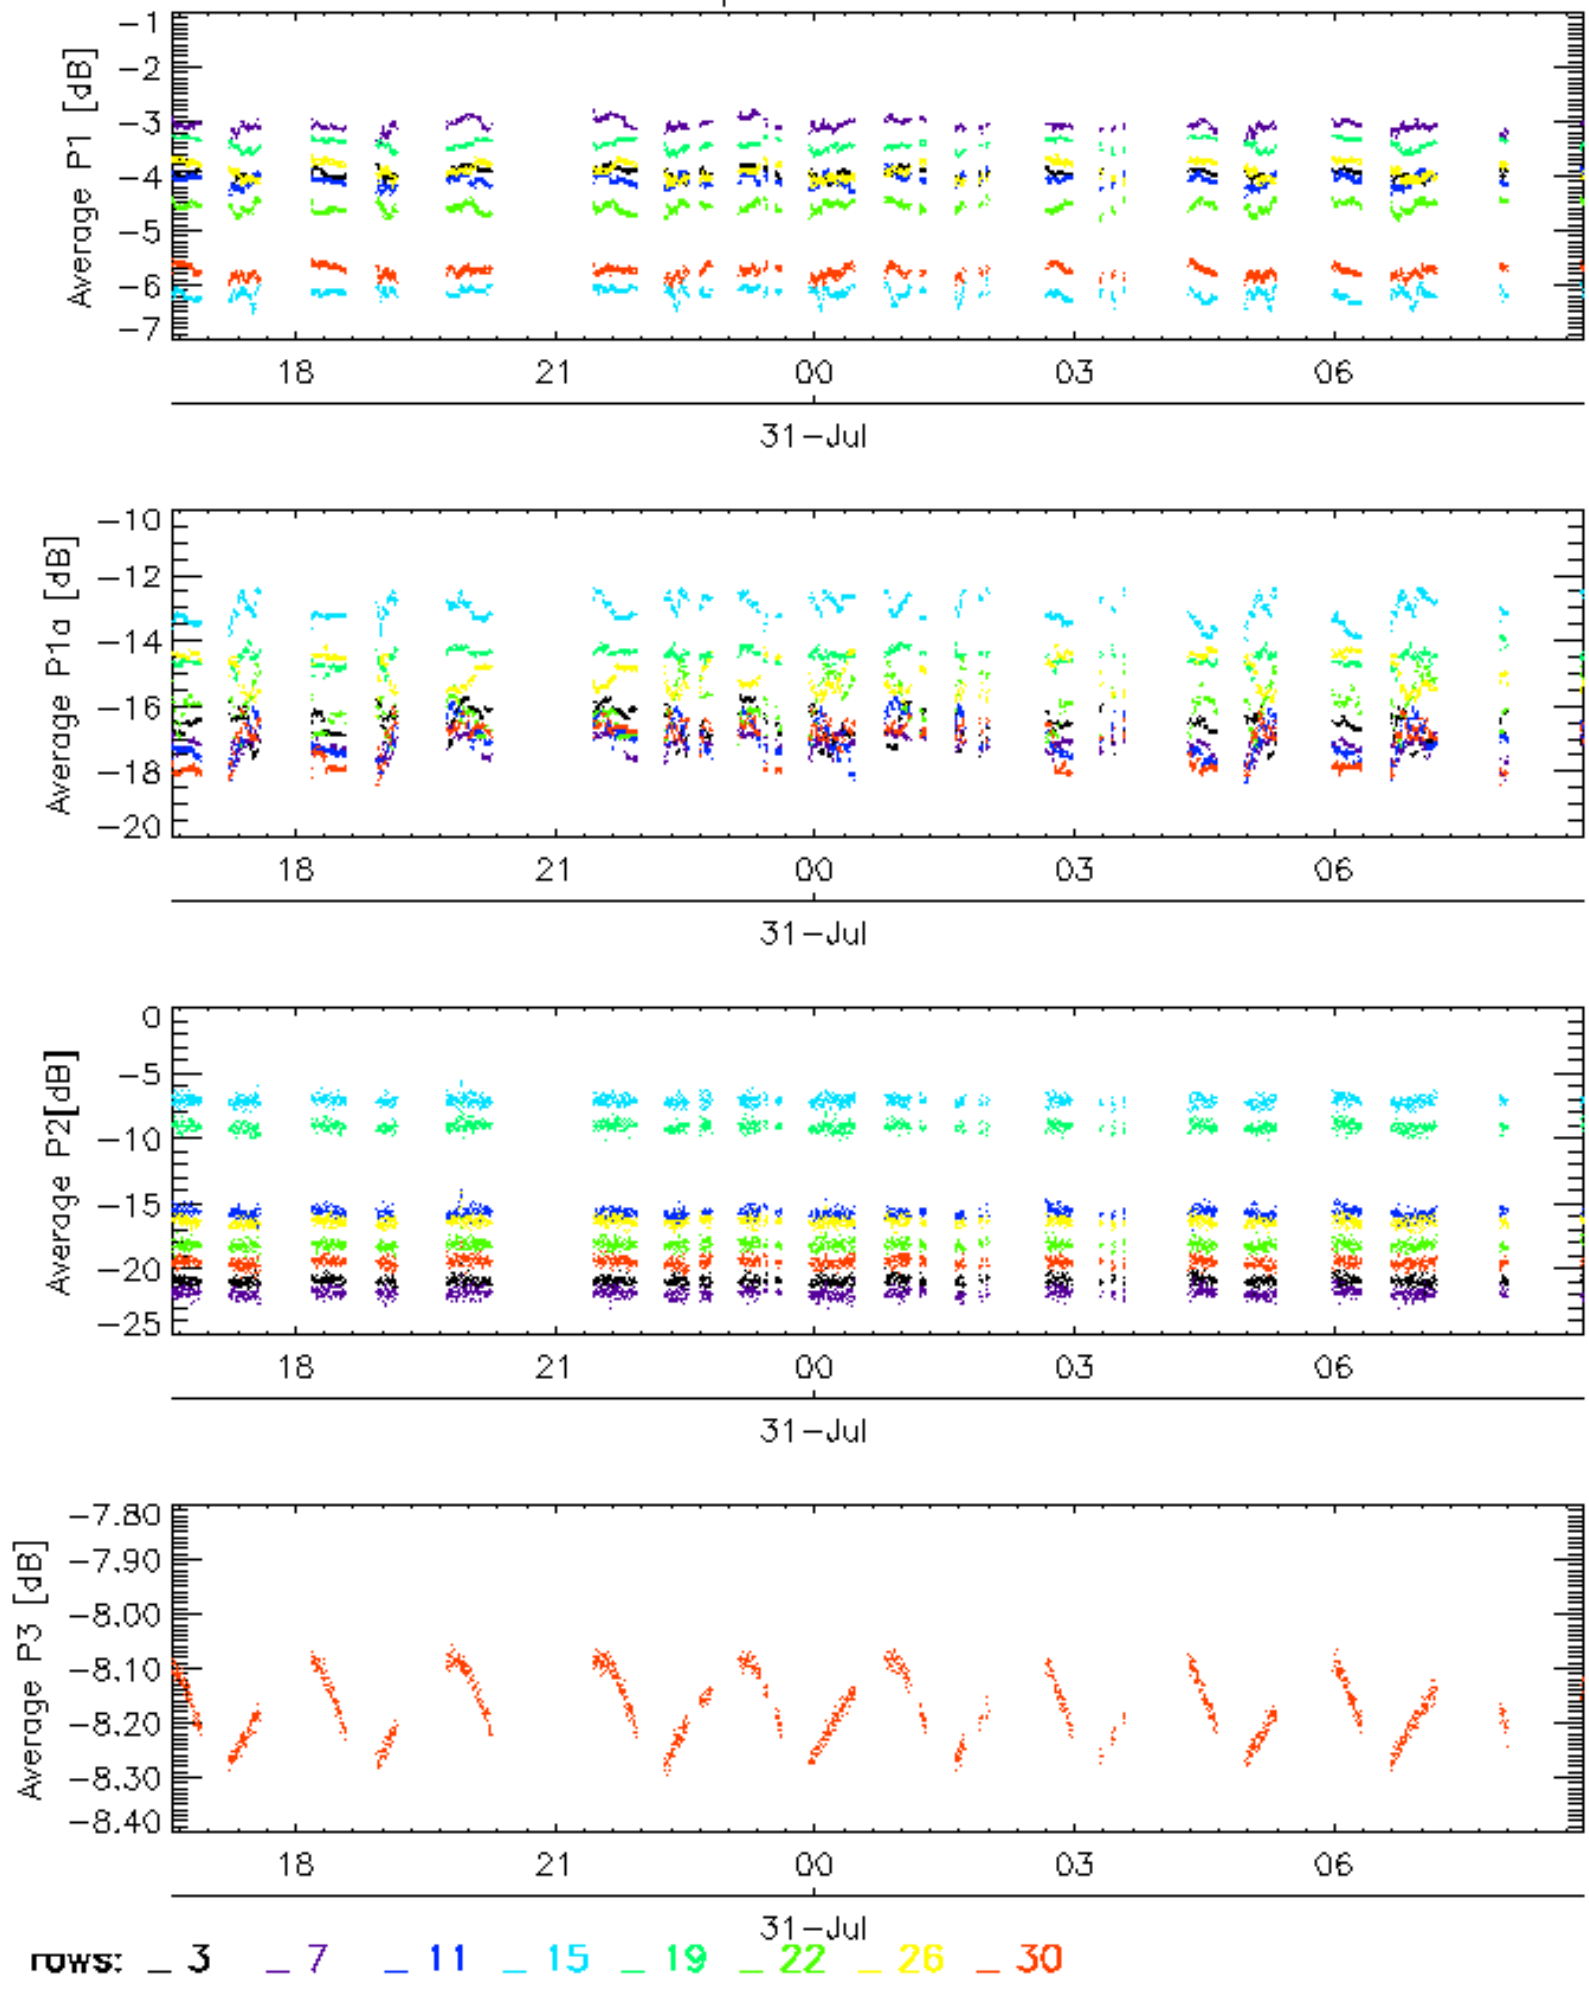 Average P1 [dB]
-1
-2
-3
-4
-5
-6
-7
18 21 00 03 06
31-Jul
Average P1a [dB]
-10
-12
-14
-16
-18
-20
18 21 00 03 06
31-Jul
Average P2[dB]
0
-5
-10
-15
-20
-25
18 21 00 03 06
31-Jul
Average P3 [dB]
-7.80
-7.90
-8.00
-8.10
-8.20
-8.30
-8.40
18 21 00 03 06
31-Jul
rows: _ 3 _ 7 _ 11 _ 15 _ 19 _ 22 _ 26 _ 30